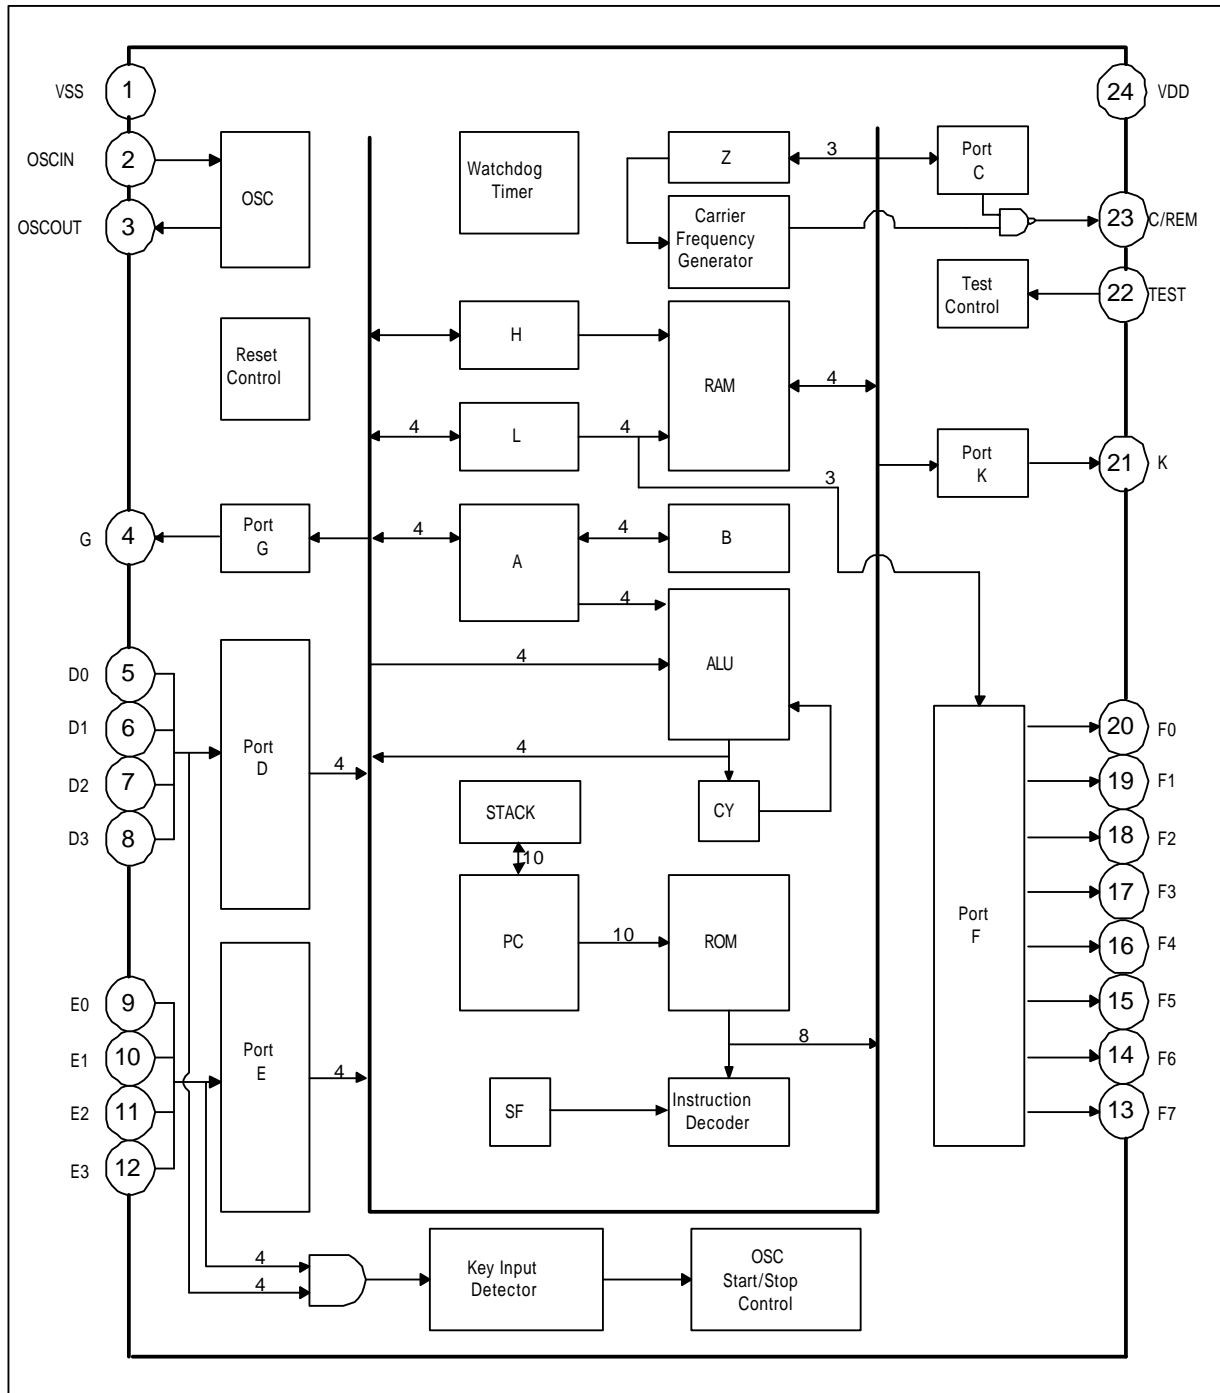 VSS
1
24
VDD
OSCIN
2
OSC
Watchdog
Timer
Z
3
Port
C
OSCOUT
3
Carrier
Frequency
Generator
23
C/REM
Test
Control
22
TEST
Reset
Control
H
RAM
4
4
L
4
Port
K
21
K
3
G
4
Port
G
4
A
4
B
4
D0
5
4
ALU
D1
6
Port
D
4
4
D2
7
STACK
CY
D3
8
10
20
F0
19
F1
18
F2
17
F3
PC
10
ROM
Port
F
16
F4
E0
9
15
F5
E1
10
Port
E
4
8
14
F6
E2
11
SF
Instruction
Decoder
13
F7
E3
12
4
4
Key Input
Detector
OSC
Start/Stop
Control